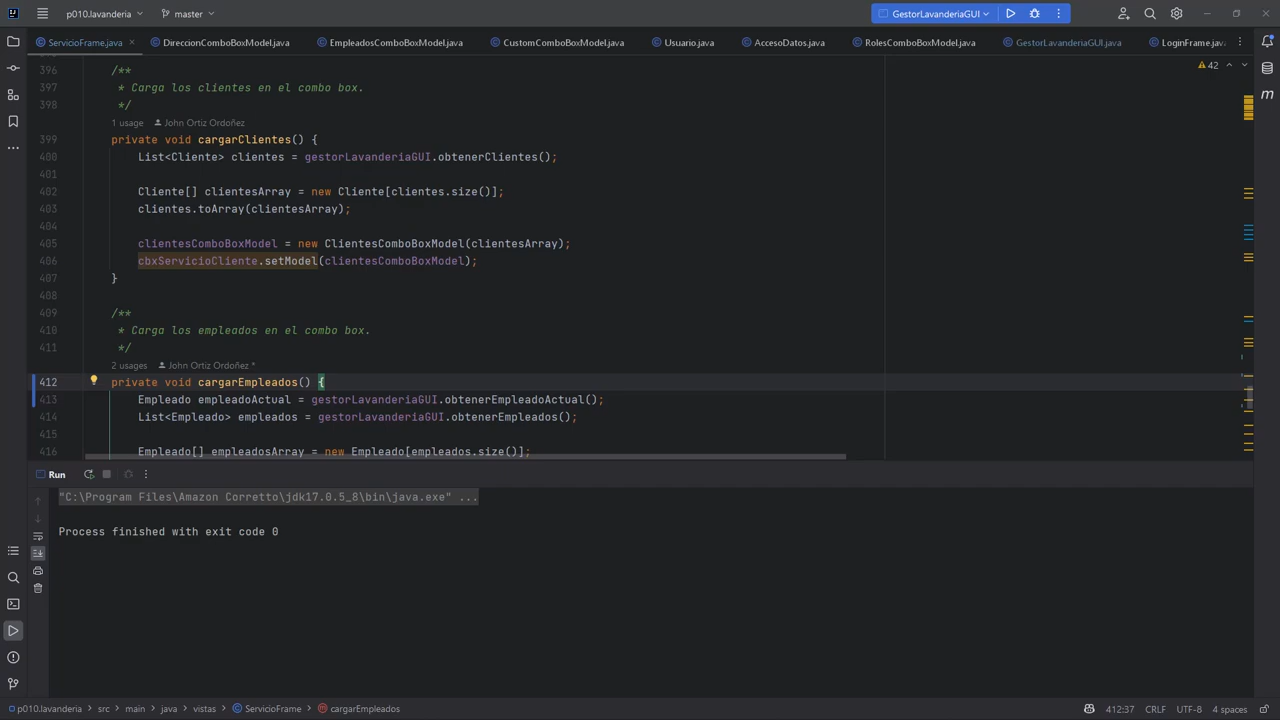 p010.lavanderia
master
GestorLavanderiaGUI
ServicioFrame.java
DireccionComboBoxModel.java
EmpleadosComboBoxModel.java
CustomComboBoxModel.java
Usuario.java
AccesoDatos.java
RolesComboBoxModel.java
GestorLavanderiaGUI.java
LoginFrame.java
42
396 /**
397 * Carga los clientes en el combo box.
398 */
1 usage John Ortiz Ordoñez
399 private void cargarClientes() {
400 List<Cliente> clientes = gestorLavanderiaGUI.obtenerClientes();
401
402 Cliente[] clientesArray = new Cliente[clientes.size()];
403 clientes.toArray(clientesArray);
404
405 clientesComboBoxModel = new ClientesComboBoxModel(clientesArray);
406 cbxServicioCliente.setModel(clientesComboBoxModel);
407 }
408
409 /**
410 * Carga los empleados en el combo box.
411 */
2 usages John Ortiz Ordoñez *
412 private void cargarEmpleados() {
413 Empleado empleadoActual = gestorLavanderiaGUI.obtenerEmpleadoActual();
414 List<Empleado> empleados = gestorLavanderiaGUI.obtenerEmpleados();
415
416 Empleado[] empleadosArray = new Empleado[empleados.size()];
Run
"C:\Program Files\Amazon Corretto\jdk17.0.5_8\bin\java.exe" ...
Process finished with exit code 0
p010.lavanderia > src > main > java > vistas > ServicioFrame > cargarEmpleados
412:37 CRLF UTF-8 4 spaces